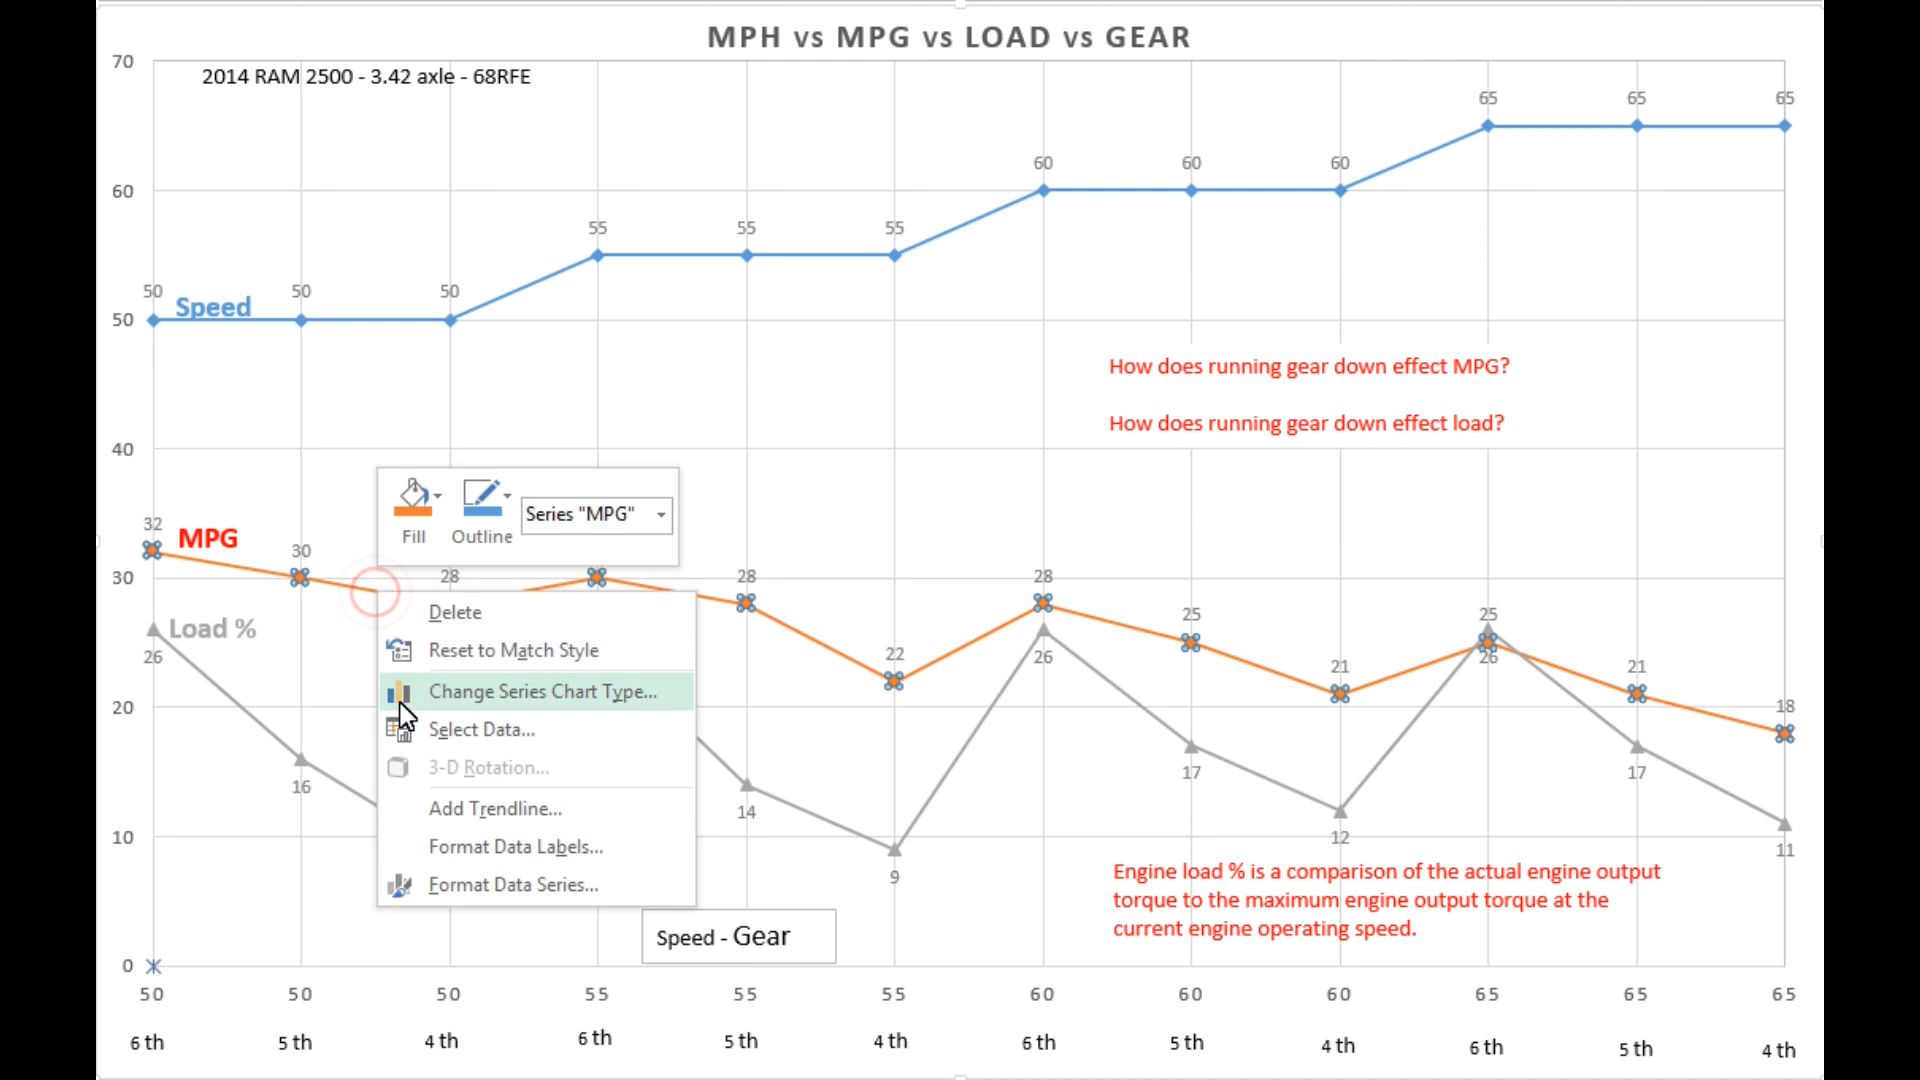 MPH vs MPG vs LOAD vs GEAR
70
2014 RAM 2500 - 3.42 axle - 68RFE
65 65 65
60 60 60
60
55 55 55
50 50 50
Speed
50
How does running gear down effect MPG?
How does running gear down effect load?
40
Series "MPG"
Fill Outline
32
MPG
30 28 28 28
30
22
25 25
21 21
18
Load %
26 26 26
Delete
Reset to Match Style
Change Series Chart Type...
Select Data...
3-D Rotation...
Add Trendline...
Format Data Labels...
Format Data Series...
20
16 14 17 17
10
12 11
9
Engine load % is a comparison of the actual engine output
torque to the maximum engine output torque at the
current engine operating speed.
Speed - Gear
0
50 50 50 55 55 55 60 60 60 65 65 65
6 th 5 th 4 th 6 th 5 th 4 th 6 th 5 th 4 th 6 th 5 th 4 th